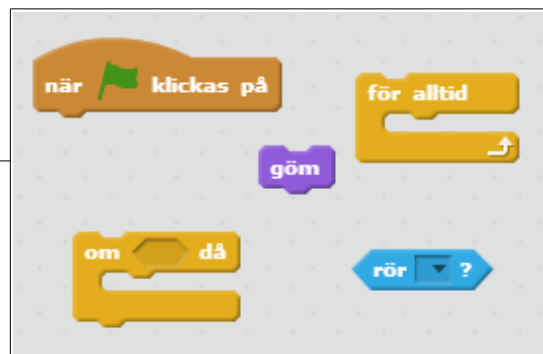 när klickas på
för alltid
göm
om då
rör ?